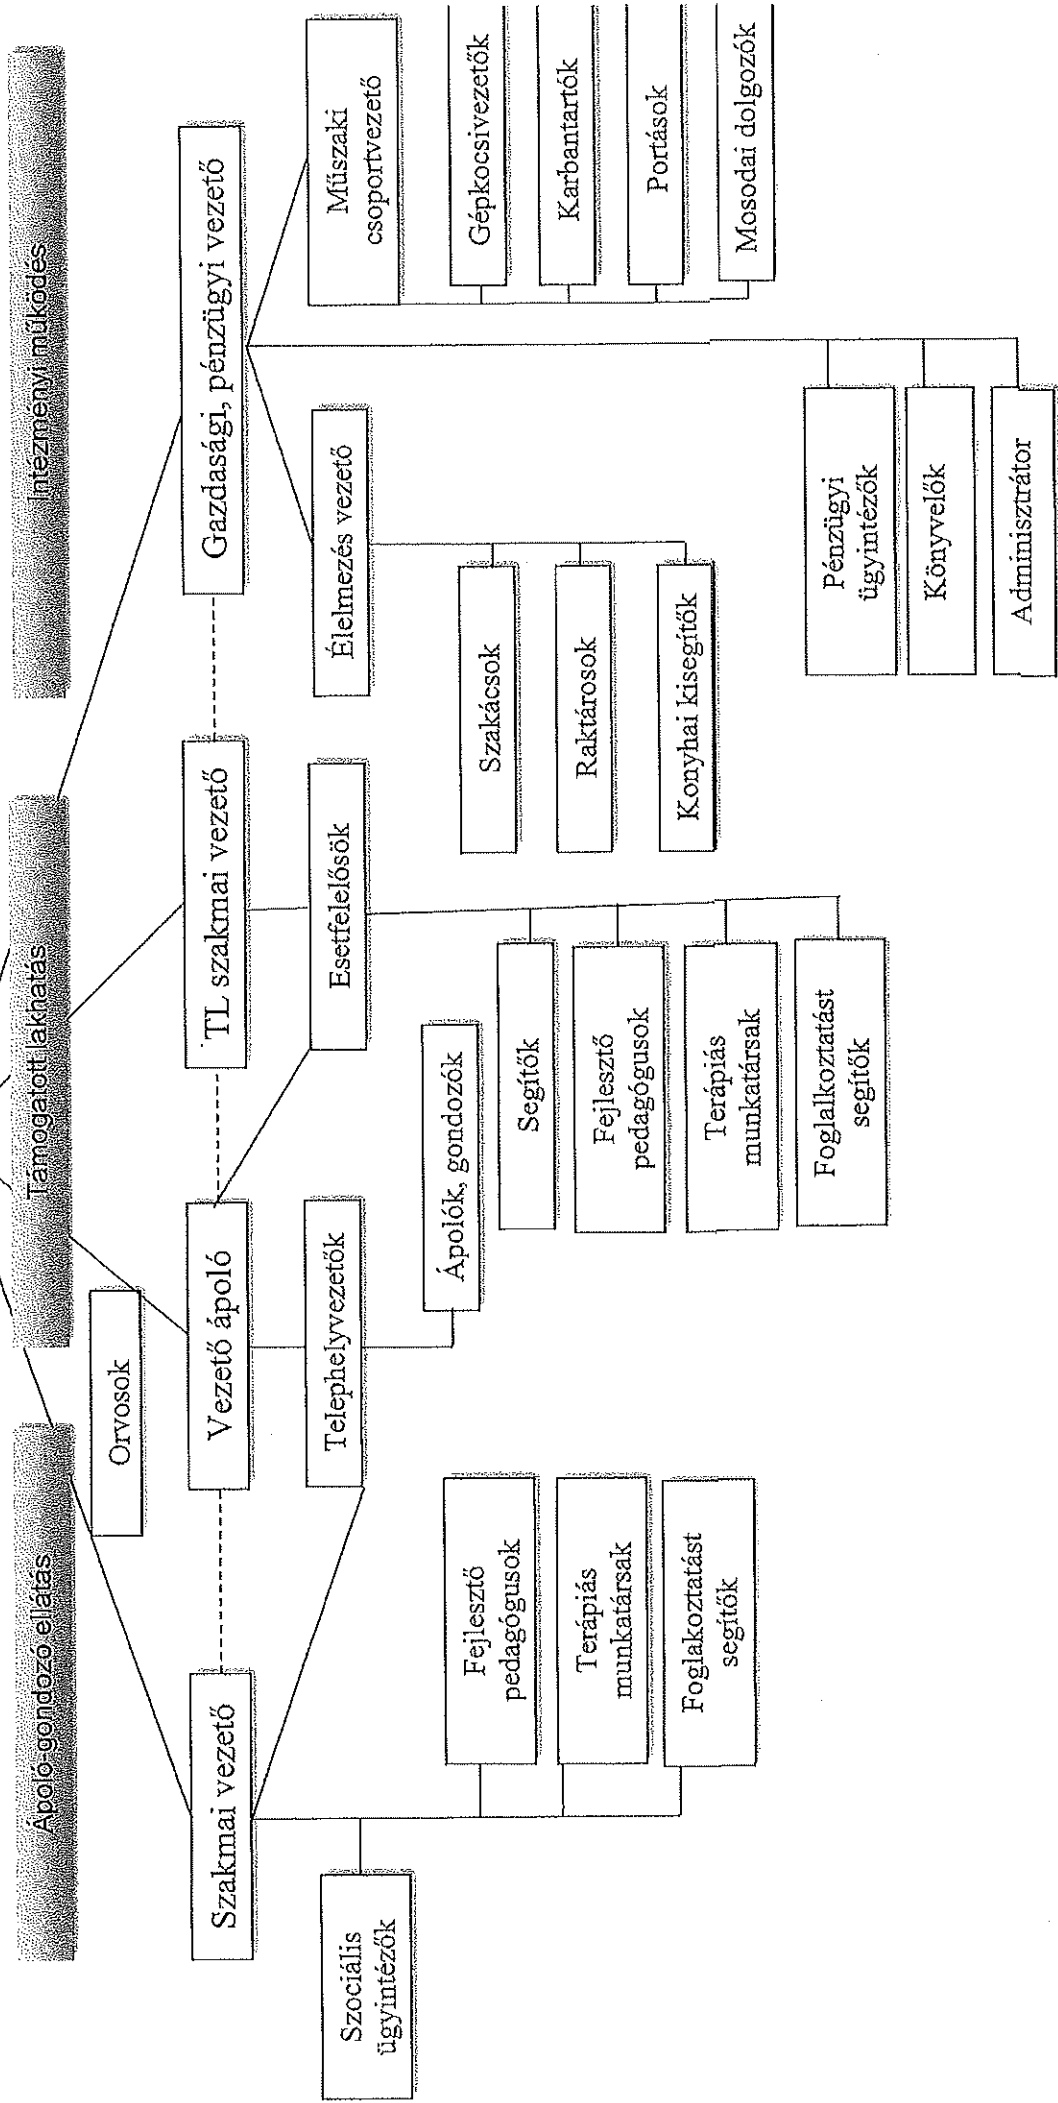 Ápoló-gondozó ellátás
Támogatott lakhatás
Intézményi működés
Orvosok
Szakmai vezető
Vezető ápoló
TL szakmai vezető
Gazdasági, pénzügyi vezető
Szociális
ügyintézők
Telephelyvezetők
Esetfelelősök
Élelmezés vezető
Műszaki
csoportvezető
Fejlesztő
pedagógusok
Terápiás
munkatársak
Foglakoztatást
segítők
Ápolók, gondozók
Segítők
Fejlesztő
pedagógusok
Terápiás
munkatársak
Foglalkoztatást
segítők
Szakácsok
Raktárosok
Konyhai kisegítők
Gépkocsivezetők
Karbantartók
Portások
Mosodai dolgozók
Pénzügyi
ügyintézők
Könyvelők
Adminisztrátor